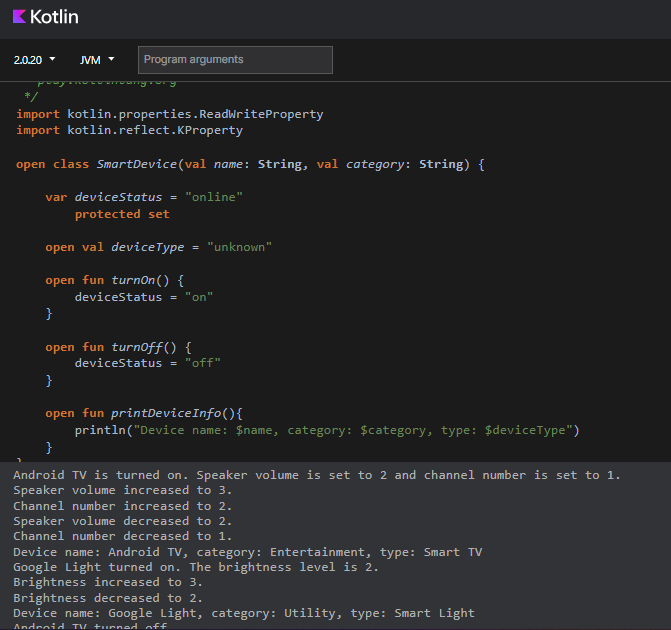 Kotlin
2.0.20 JVM Program arguments
*/
import kotlin.properties.ReadWriteProperty
import kotlin.reflect.KProperty
open class SmartDevice(val name: String, val category: String) {
var deviceStatus = "online"
protected set
open val deviceType = "unknown"
open fun turnOn() {
deviceStatus = "on"
}
open fun turnOff() {
deviceStatus = "off"
}
open fun printDeviceInfo(){
println("Device name: $name, category: $category, type: $deviceType")
}
Android TV is turned on. Speaker volume is set to 2 and channel number is set to 1.
Speaker volume increased to 3.
Channel number increased to 2.
Speaker volume decreased to 2.
Channel number decreased to 1.
Device name: Android TV, category: Entertainment, type: Smart TV
Google Light turned on. The brightness level is 2.
Brightness increased to 3.
Brightness decreased to 2.
Device name: Google Light, category: Utility, type: Smart Light
Android TV turned off